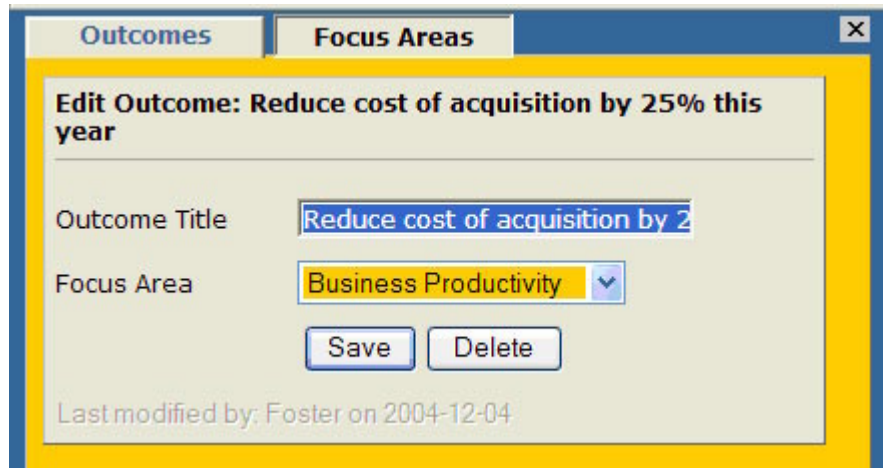 Outcomes
Focus Areas
Edit Outcome: Reduce cost of acquisition by 25% this
year
Outcome Title
Reduce cost of acquisition by 2
Focus Area
Business Productivity
Save
Delete
Last modified by: Foster on 2004-12-04